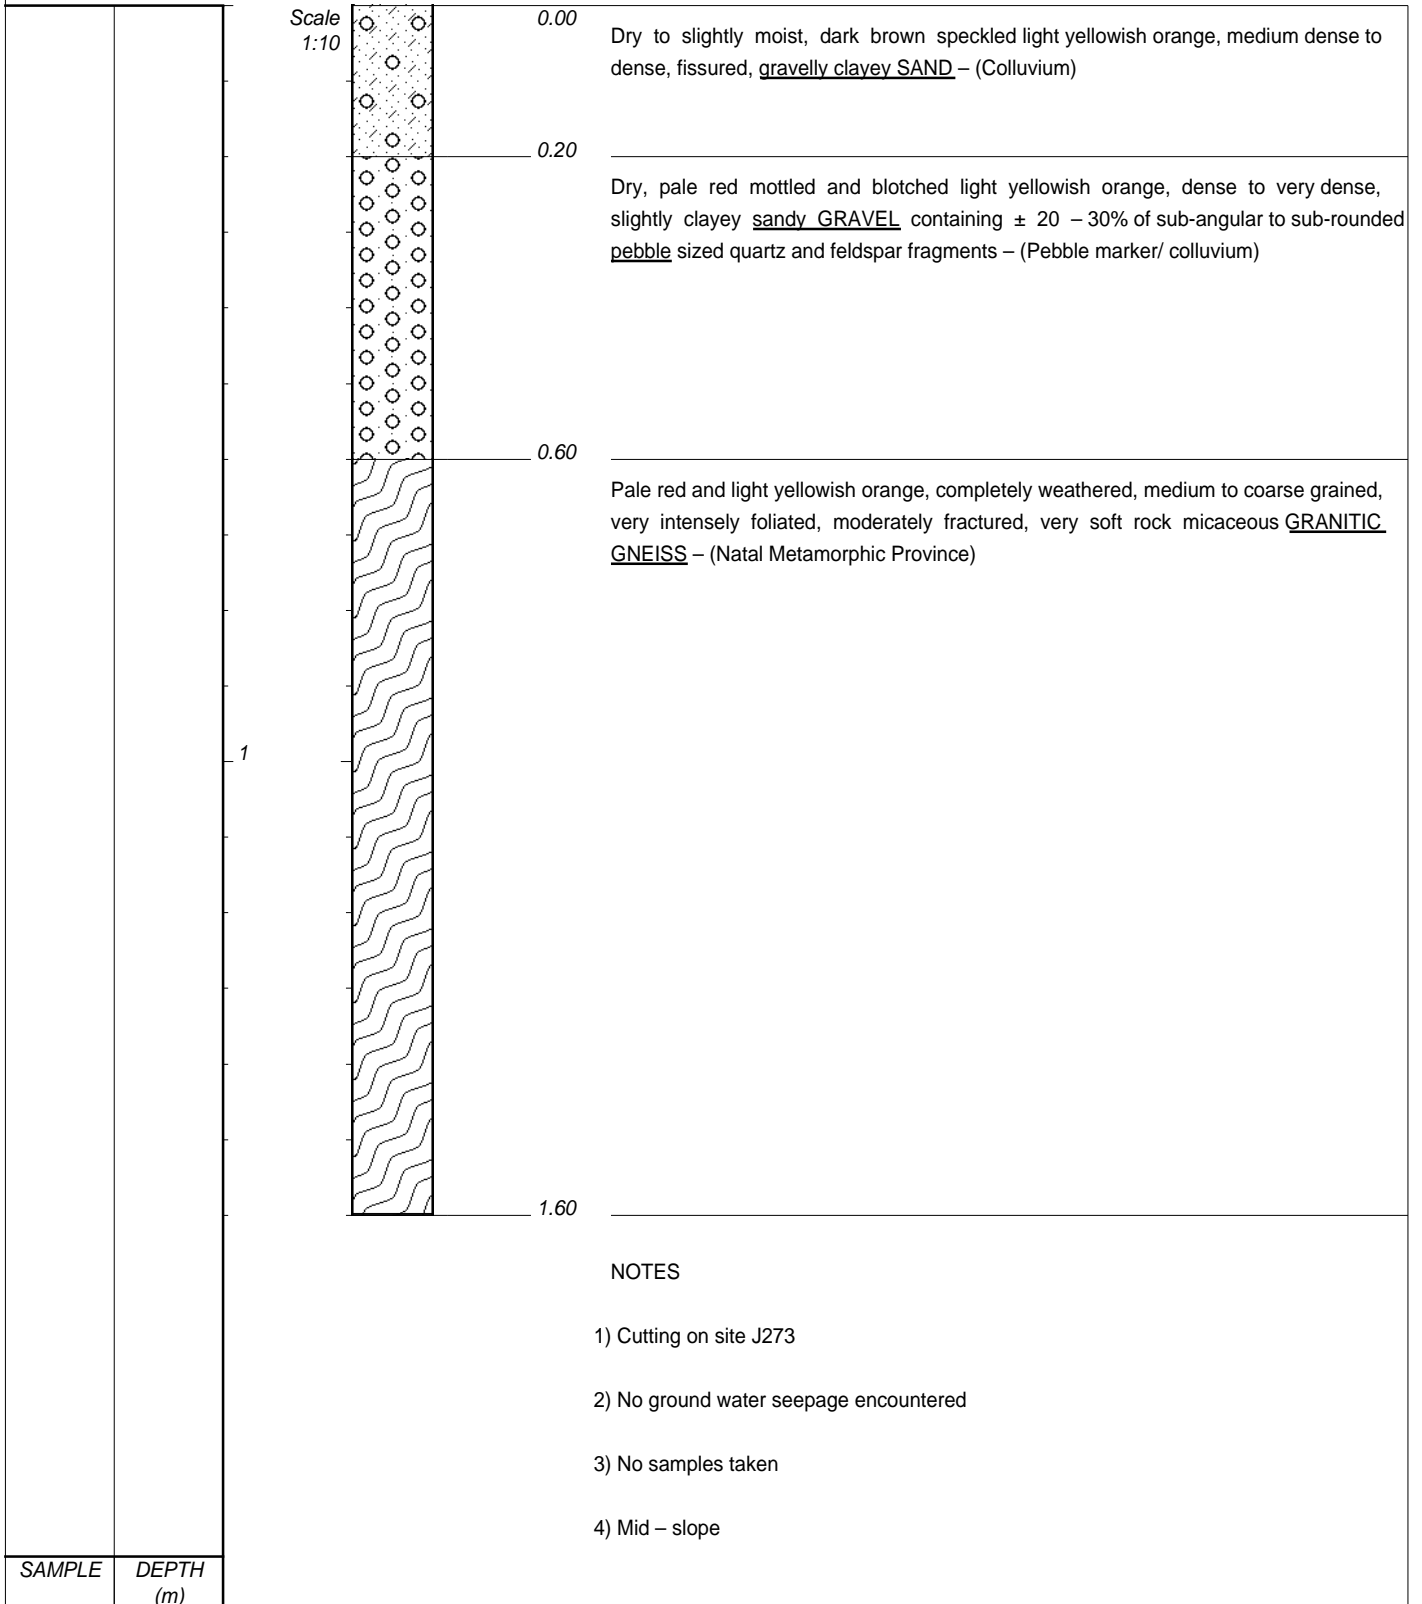 Scale
1:10
0.00
Dry to slightly moist, dark brown speckled light yellowish orange, medium dense to
dense, fissured, gravelly clayey SAND – (Colluvium)
0.20
Dry, pale red mottled and blotched light yellowish orange, dense to very dense,
slightly clayey sandy GRAVEL containing ± 20 – 30% of sub-angular to sub-rounded
pebble sized quartz and feldspar fragments – (Pebble marker/ colluvium)
0.60
Pale red and light yellowish orange, completely weathered, medium to coarse grained,
very intensely foliated, moderately fractured, very soft rock micaceous GRANITIC
GNEISS – (Natal Metamorphic Province)
1
1.60
NOTES
1) Cutting on site J273
2) No ground water seepage encountered
3) No samples taken
4) Mid – slope
SAMPLE DEPTH
(m)